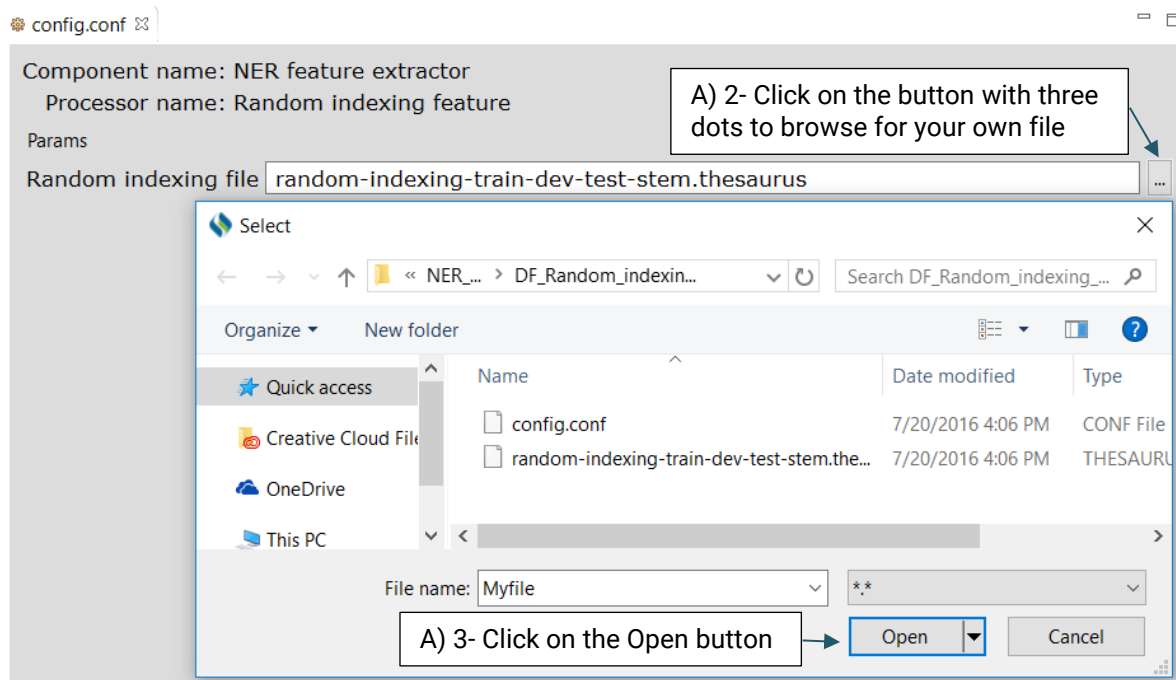 config.conf
Component name: NER feature extractor
Processor name: Random indexing feature
A) 2- Click on the button with three
dots to browse for your own file
Params
Random indexing file random-indexing-train-dev-test-stem.thesaurus ...
Select
« NER_... > DF_Random_indexin... Search DF_Random_indexing_...
Organize New folder ?
Name Date modified Type
Quick access
config.conf 7/20/2016 4:06 PM CONF File
Creative Cloud File
random-indexing-train-dev-test-stem.the... 7/20/2016 4:06 PM THESAURU
OneDrive
This PC
File name: Myfile *.*
A) 3- Click on the Open button Open Cancel